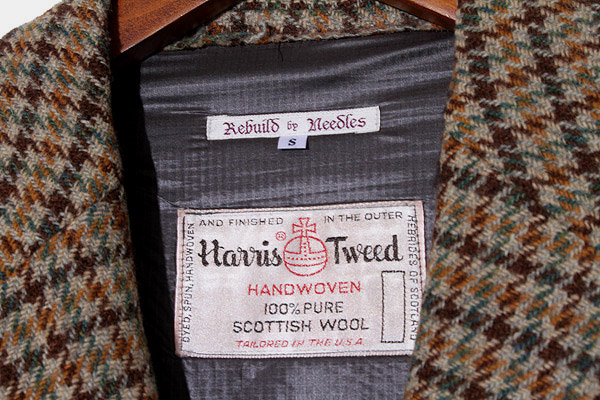 Rebuild by Needles
S
AND FINISHED IN THE OUTER
HEBRIDES OF SCOTLAND
DYED, SPUN, HANDWOVEN
Harris® Tweed
HANDWOVEN
100% PURE
SCOTTISH WOOL
TAILORED IN THE U.S.A.